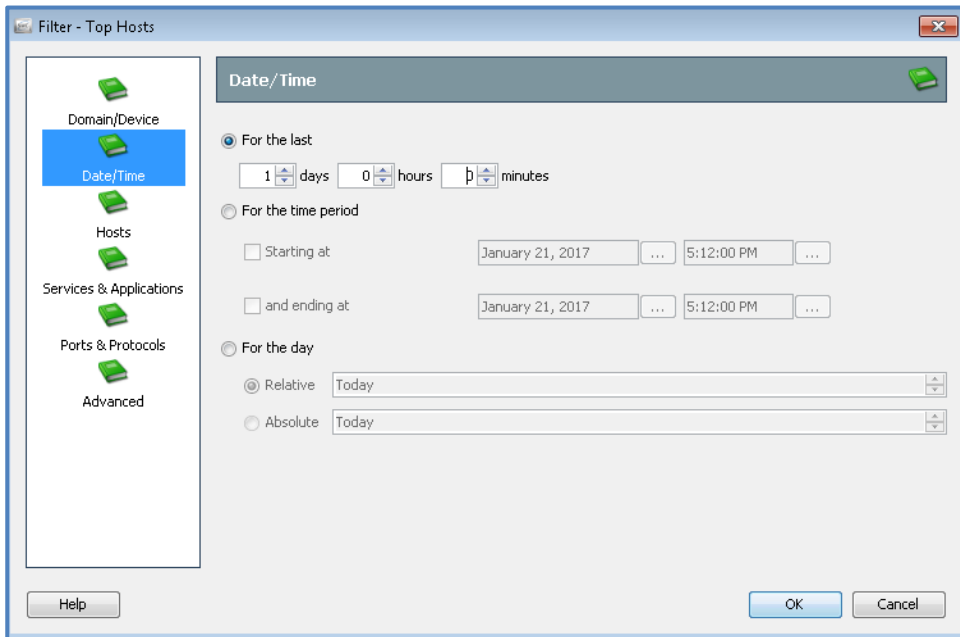 Filter - Top Hosts
Domain/Device
Date/Time
Hosts
Services & Applications
Ports & Protocols
Advanced
Date/Time
For the last
1 days 0 hours 0 minutes
For the time period
Starting at January 21, 2017 ... 5:12:00 PM ...
and ending at January 21, 2017 ... 5:12:00 PM ...
For the day
Relative Today
Absolute Today
Help OK Cancel